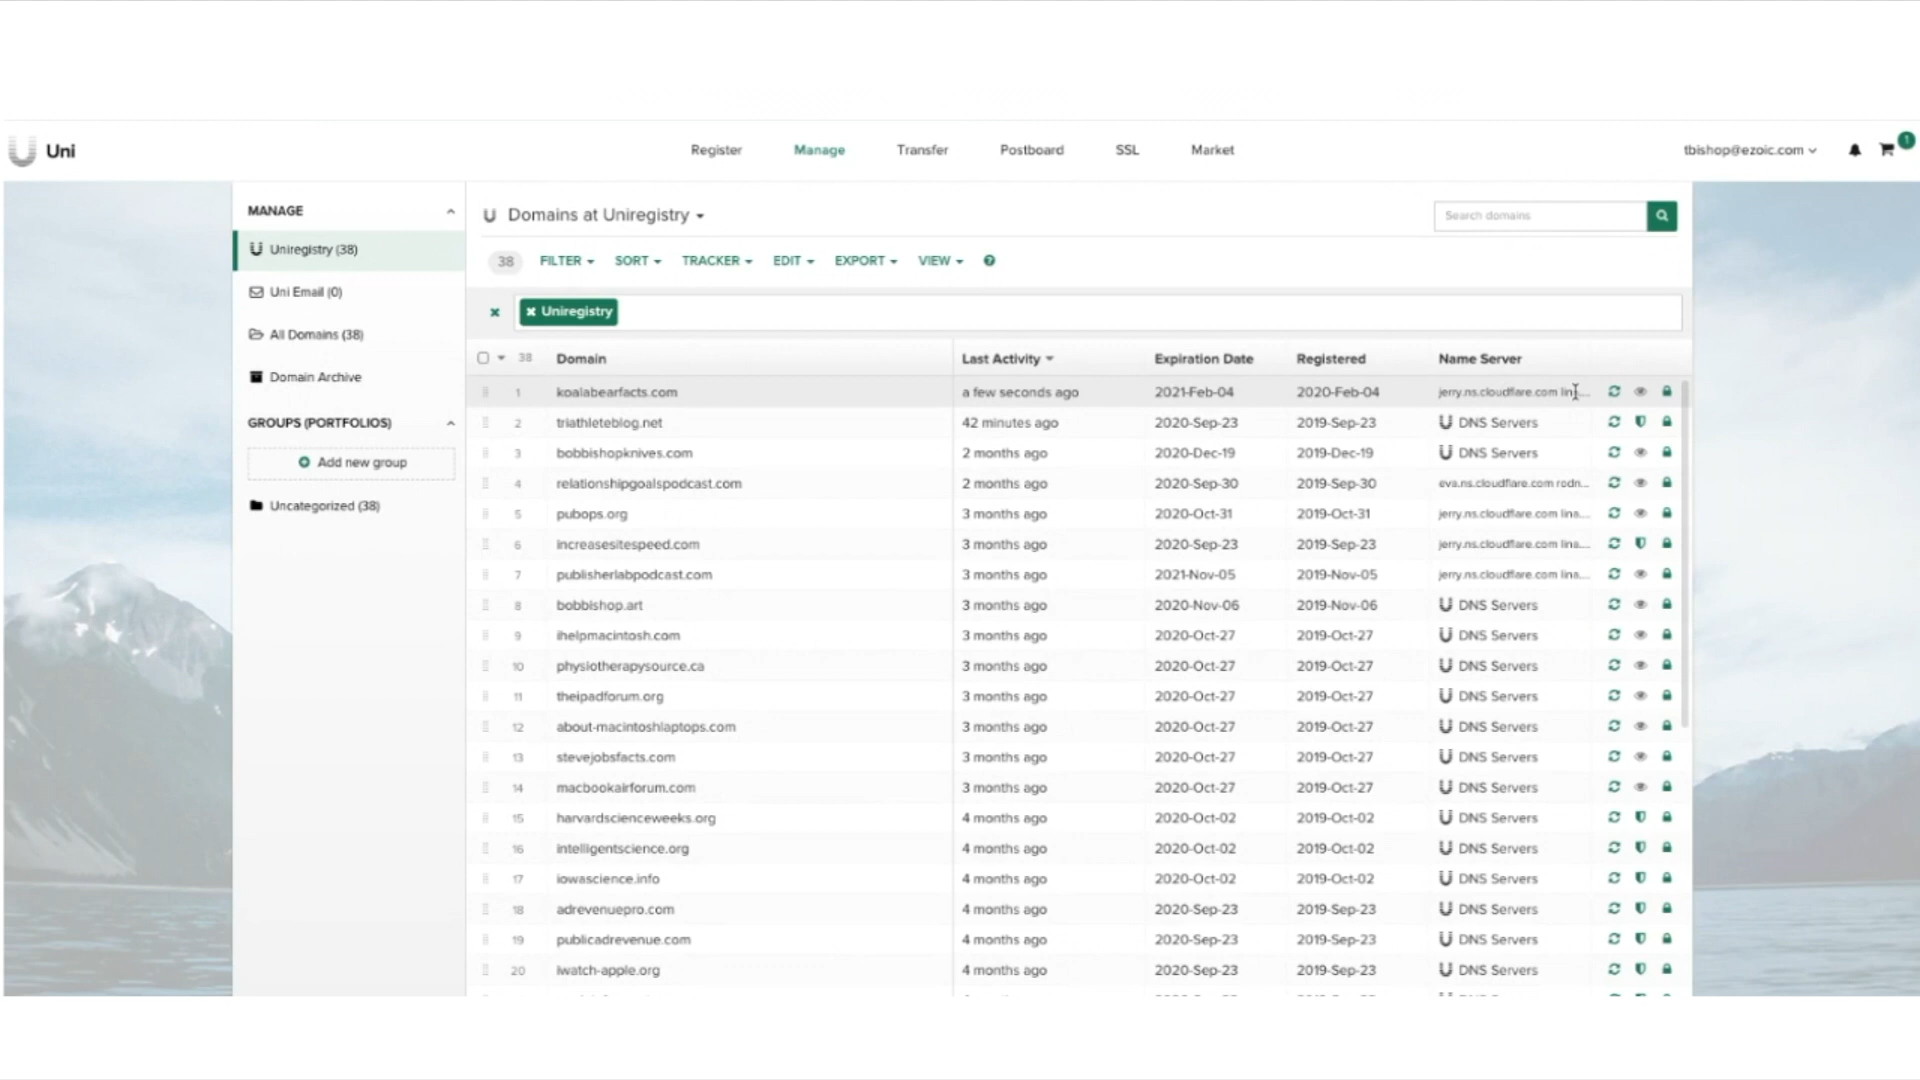 Uni
Register Manage Transfer Postboard SSL Market
tbishop@ezoic.com
1
MANAGE
Uniregistry (38)
Uni Email (0)
All Domains (38)
Domain Archive
GROUPS (PORTFOLIOS)
Add new group
Uncategorized (38)
Domains at Uniregistry
Search domains
38 FILTER SORT TRACKER EDIT EXPORT VIEW ?
Uniregistry
38 Domain Last Activity Expiration Date Registered Name Server
1 koalabearfacts.com a few seconds ago 2021-Feb-04 2020-Feb-04 jerry.ns.cloudflare.com lin...
2 triathleteblog.net 42 minutes ago 2020-Sep-23 2019-Sep-23 DNS Servers
3 bobbishopknives.com 2 months ago 2020-Dec-19 2019-Dec-19 DNS Servers
4 relationshipgoalspodcast.com 2 months ago 2020-Sep-30 2019-Sep-30 eva.ns.cloudflare.com rodn...
5 pubops.org 3 months ago 2020-Oct-31 2019-Oct-31 jerry.ns.cloudflare.com lina....
6 increasesitespeed.com 3 months ago 2020-Sep-23 2019-Sep-23 jerry.ns.cloudflare.com lina....
7 publisherlabpodcast.com 3 months ago 2021-Nov-05 2019-Nov-05 jerry.ns.cloudflare.com lina....
8 bobbishop.art 3 months ago 2020-Nov-06 2019-Nov-06 DNS Servers
9 ihelpmacintosh.com 3 months ago 2020-Oct-27 2019-Oct-27 DNS Servers
10 physiotherapysource.ca 3 months ago 2020-Oct-27 2019-Oct-27 DNS Servers
11 theipadforum.org 3 months ago 2020-Oct-27 2019-Oct-27 DNS Servers
12 about-macintoshlaptops.com 3 months ago 2020-Oct-27 2019-Oct-27 DNS Servers
13 stevejobsfacts.com 3 months ago 2020-Oct-27 2019-Oct-27 DNS Servers
14 macbookairforum.com 3 months ago 2020-Oct-27 2019-Oct-27 DNS Servers
15 harvardscienceweeks.org 4 months ago 2020-Oct-02 2019-Oct-02 DNS Servers
16 intelligentscience.org 4 months ago 2020-Oct-02 2019-Oct-02 DNS Servers
17 iowascience.info 4 months ago 2020-Oct-02 2019-Oct-02 DNS Servers
18 adrevenuepro.com 4 months ago 2020-Sep-23 2019-Sep-23 DNS Servers
19 publicadrevenue.com 4 months ago 2020-Sep-23 2019-Sep-23 DNS Servers
20 iwatch-apple.org 4 months ago 2020-Sep-23 2019-Sep-23 DNS Servers